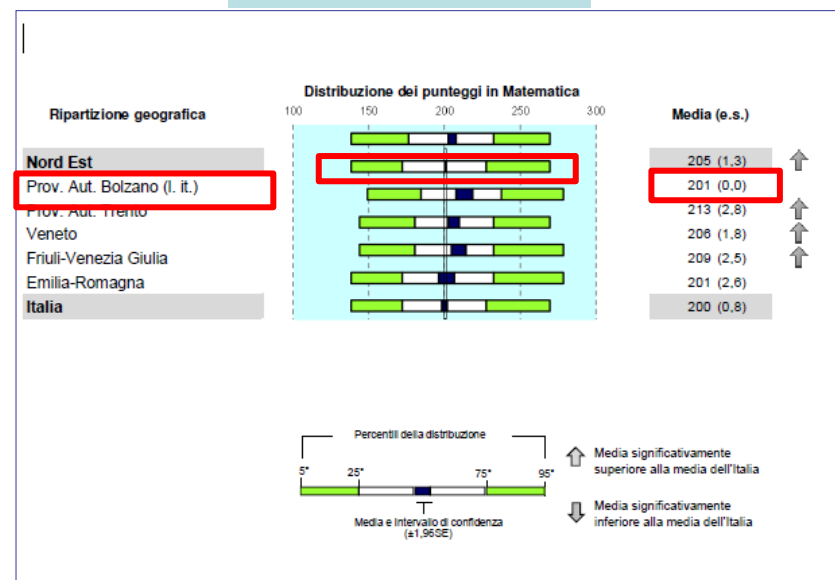 Distribuzione dei punteggi in Matematica
Ripartizione geografica 100 150 200 250 300 Media (e.s.)
Nord Est 205 (1,3)
Prov. Aut. Bolzano (l. it.) 201 (0,0)
Prov. Aut. Trento 213 (2,8)
Veneto 206 (1,8)
Friuli-Venezia Giulia 209 (2,5)
Emilia-Romagna 201 (2,6)
Italia 200 (0,8)
Percentili della distribuzione
5° 25° 75° 95°
Media e Intervallo di confidenza
(±1,96SE)
Media significativamente
superiore alla media dell'Italia
Media significativamente
inferiore alla media dell'Italia